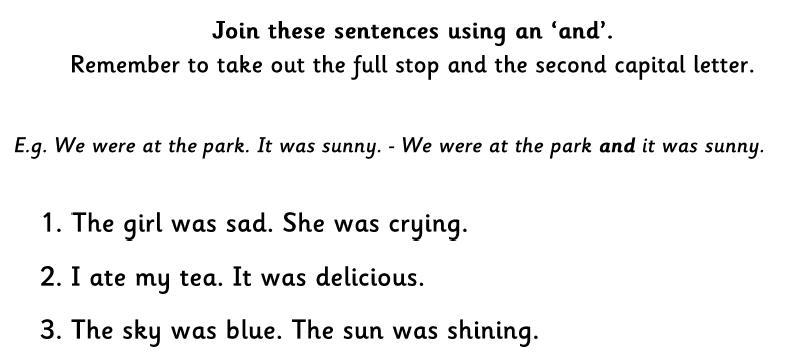 Join these sentences using an ‘and’.
Remember to take out the full stop and the second capital letter.
E.g. We were at the park. It was sunny. - We were at the park and it was sunny.
1. The girl was sad. She was crying.
2. I ate my tea. It was delicious.
3. The sky was blue. The sun was shining.